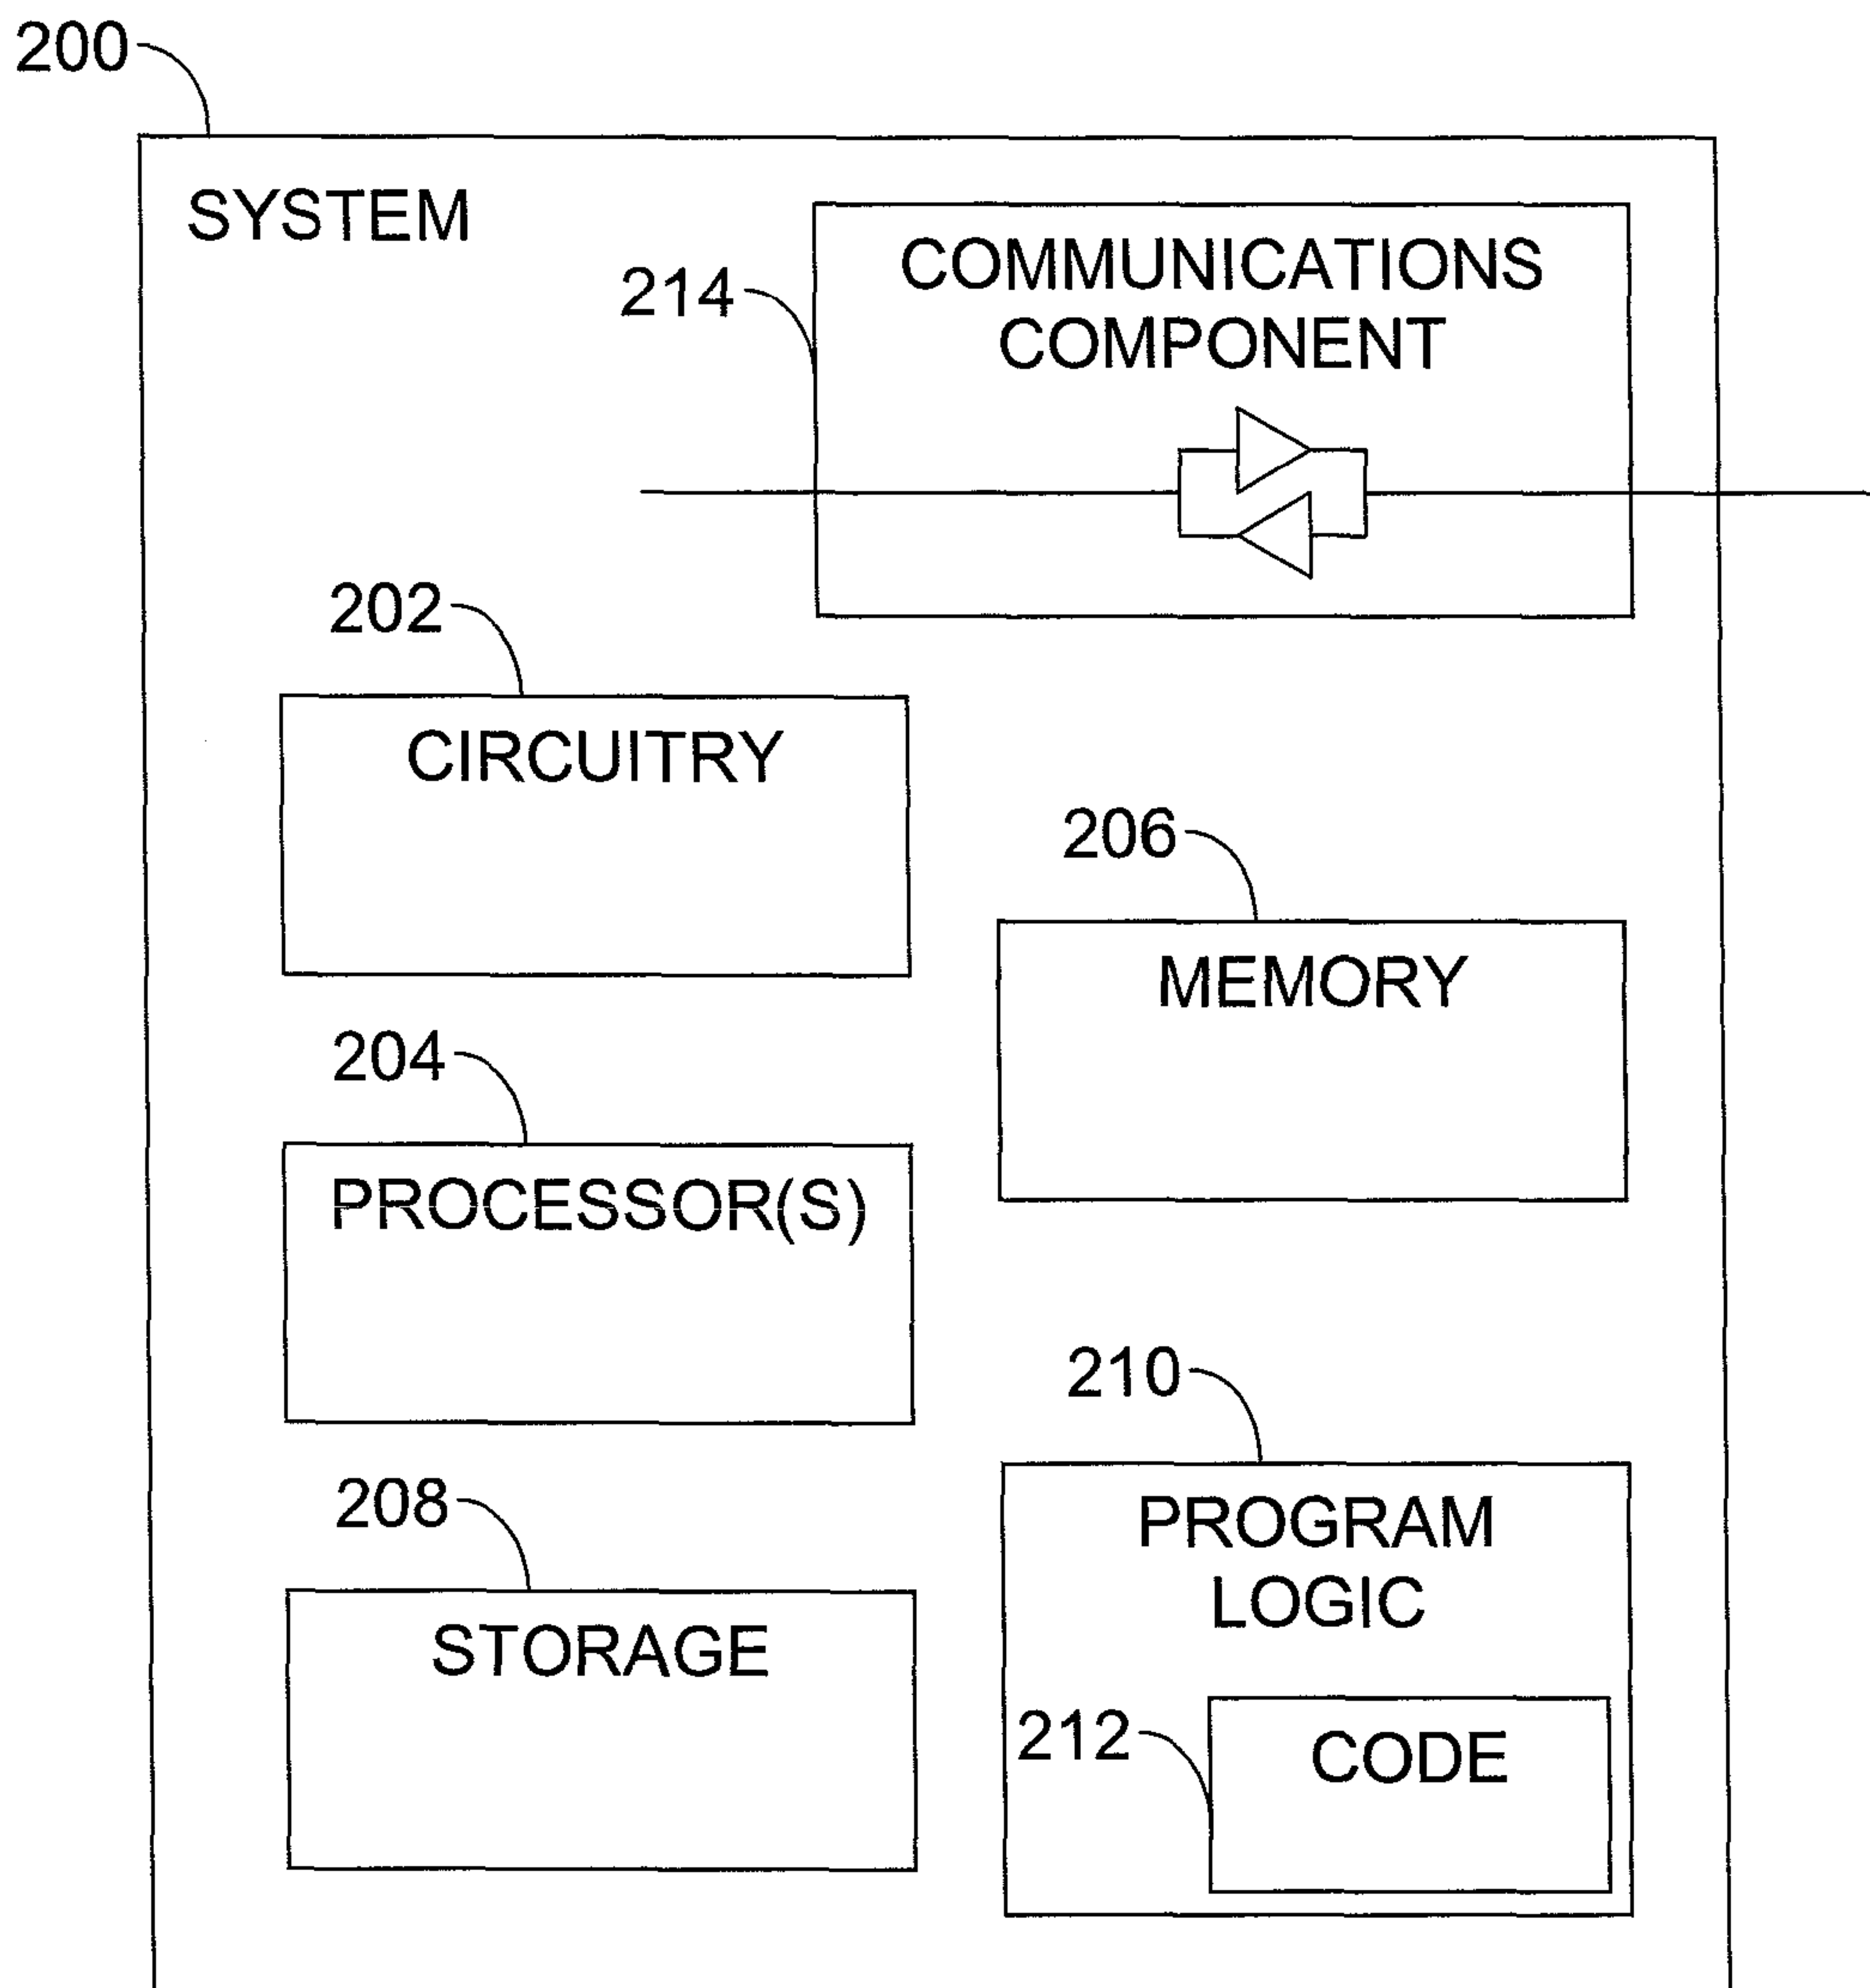 200
SYSTEM
214
COMMUNICATIONS
COMPONENT
202
CIRCUITRY
206
MEMORY
204
PROCESSOR(S)
210
PROGRAM
LOGIC
208
STORAGE
212
CODE